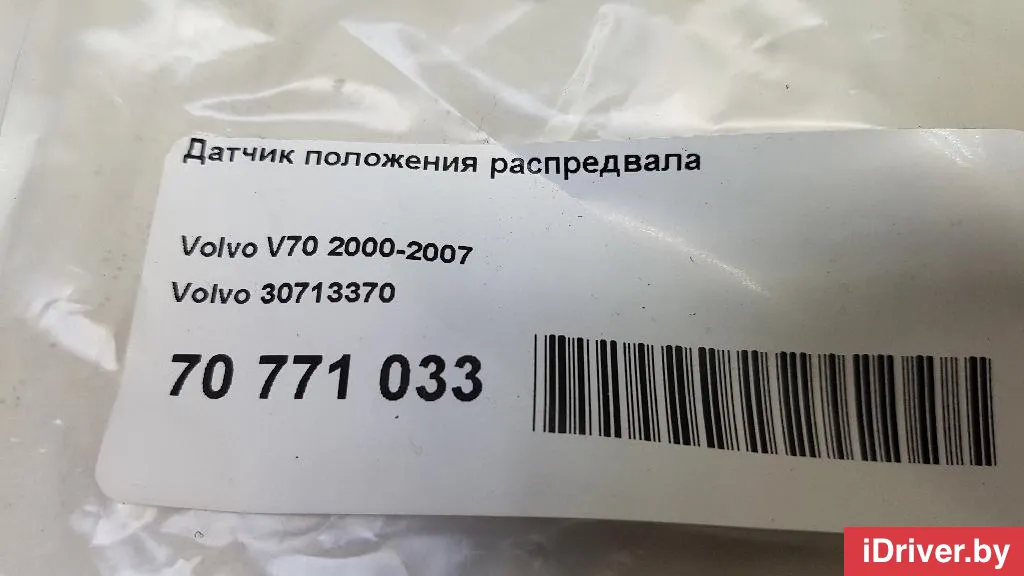 Датчик положения распредвала
Volvo V70 2000-2007
Volvo 30713370
70 771 033
iDriver.by